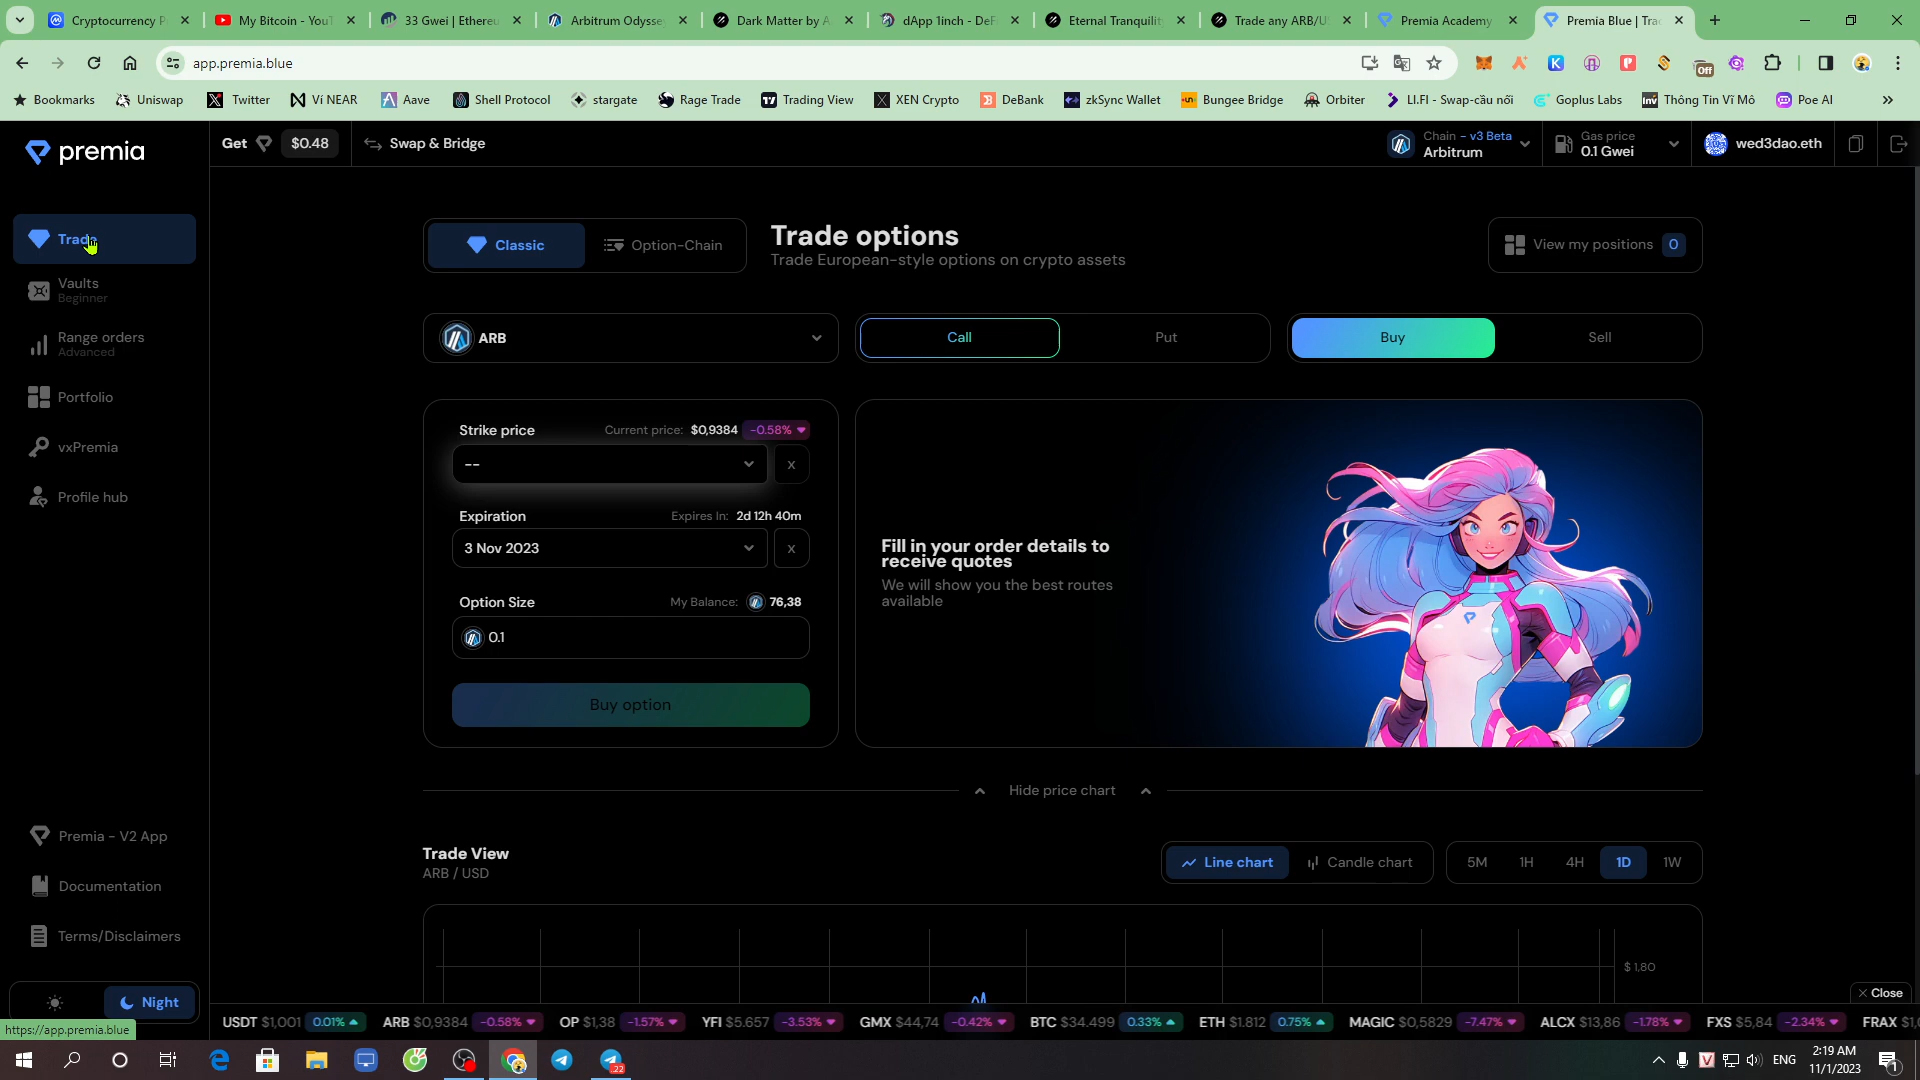 Cryptocurrency P
My Bitcoin - YouT
33 Gwei | Ethereu
Arbitrum Odysse
Dark Matter by A
dApp 1inch - DeF
Eternal Tranquilit
Trade any ARB/U
Premia Academy
Premia Blue | Tra
app.premia.blue
Off
Bookmarks
Uniswap
Twitter
Ví NEAR
Aave
Shell Protocol
stargate
Rage Trade
Trading View
XEN Crypto
DeBank
zkSync Wallet
Bungee Bridge
Orbiter
LI.FI - Swap-cầu nối
Goplus Labs
Thông Tin Vĩ Mô
Poe AI
premia
Get $0.48
Swap & Bridge
Chain - v3 Beta
Arbitrum
Gas price
0.1 Gwei
wed3dao.eth
Trade
Vaults
Beginner
Range orders
Advanced
Portfolio
vxPremia
Profile hub
Premia - V2 App
Documentation
Terms/Disclaimers
Night
https://app.premia.blue
Classic
Option-Chain
Trade options
Trade European-style options on crypto assets
View my positions 0
ARB
Call
Put
Buy
Sell
Strike price
Current price: $0,9384 -0.58%
--
x
Expiration
Expires In: 2d 12h 40m
3 Nov 2023
x
Option Size
My Balance: 76,38
0.1
Buy option
Fill in your order details to
receive quotes
We will show you the best routes
available
Hide price chart
Trade View
ARB / USD
Line chart
Candle chart
5M
1H
4H
1D
1W
$ 1,80
Close
USDT $1,001 0.01%
ARB $0,9384 -0.58%
OP $1,38 -1.57%
YFI $5.657 -3.53%
GMX $44,74 -0.42%
BTC $34.499 0.33%
ETH $1.812 0.75%
MAGIC $0,5829 -7.47%
ALCX $13,86 -1.78%
FXS $5,84 -2.34%
FRAX
22
ENG
2:19 AM
11/1/2023
1